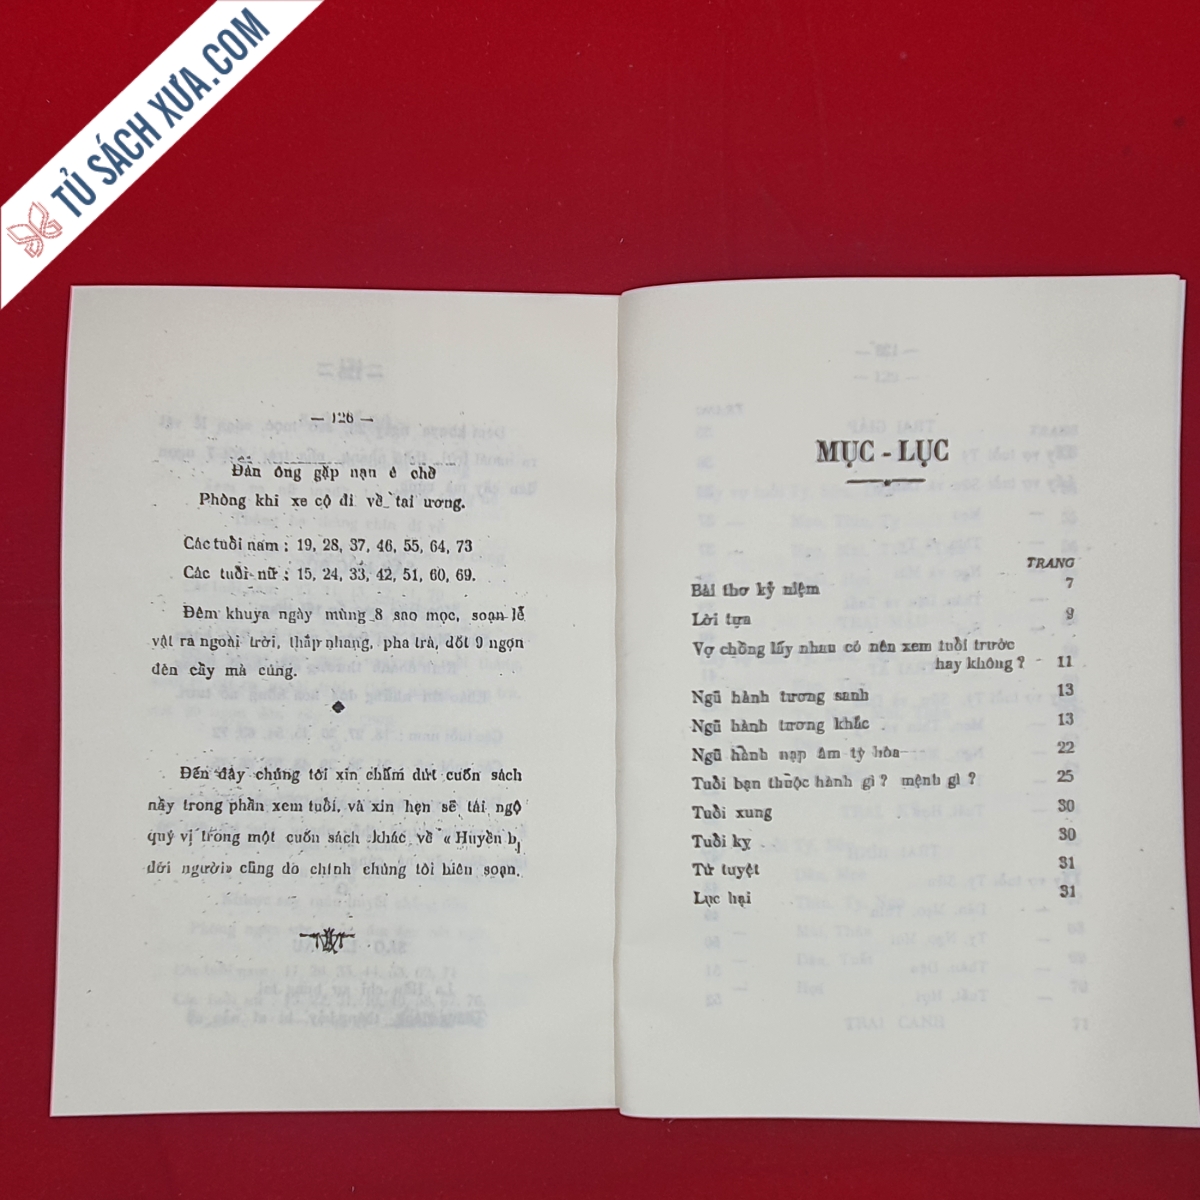 TỦ SÁCH XƯA.COM
— 126 —
Đàn ông gặp nạn ê chề
Phòng khi xe cộ đi về tai ương.
Các tuổi nam : 19, 28, 37, 46, 55, 64, 73
Các tuổi nữ : 15, 24, 33, 42, 51, 60, 69.
Đêm khuya ngày mùng 8 sao mọc, soạn lễ
vật ra ngoài trời, thắp nhang, pha trà, dốt 9 ngọn
đèn cầy mà cúng.
Đến đây chúng tôi xin chấm dứt cuốn sách
nầy trong phần xem tuổi, và xin hẹn sẽ tái ngộ
quý vị trong một cuốn sách khác về « Huyền bị
đời người» cũng do chính chúng tôi biên soạn.
MỤC - LỤC
TRANG
Bài thơ kỷ niệm 7
Lời tựa 9
Vợ chồng lấy nhau có nên xem tuổi trước
hay không ? - 11
Ngũ hành tương sanh 13
Ngũ hành tương khắc 13
Ngũ hành nạp âm tỷ hòa 22
Tuổi bạn thuộc hành gì ? mệnh gì ? 25
Tuổi xung 30
Tuổi kỵ 30
Tứ tuyệt 31
Lục hại 31